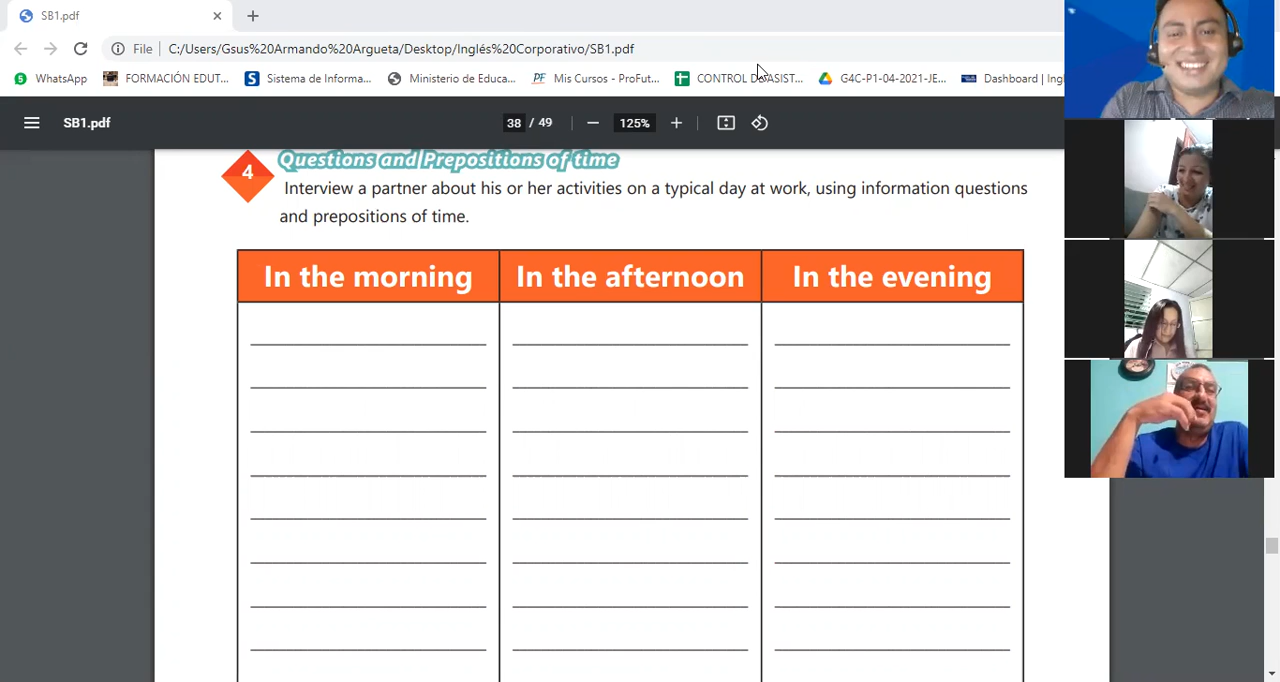 SB1.pdf
File
C:/Users/Gsus%20Armando%20Argueta/Desktop/Inglés%20Corporativo/SB1.pdf
WhatsApp
FORMACIÓN EDUT...
Sistema de Informa...
Ministerio de Educa...
PF Mis Cursos - ProFut...
CONTROL DE ASIST...
G4C-P1-04-2021-JE...
Dashboard | Ingl
SB1.pdf
38 / 49
125%
4
Questions and Prepositions of time
Interview a partner about his or her activities on a typical day at work, using information questions
and prepositions of time.
In the morning
In the afternoon
In the evening